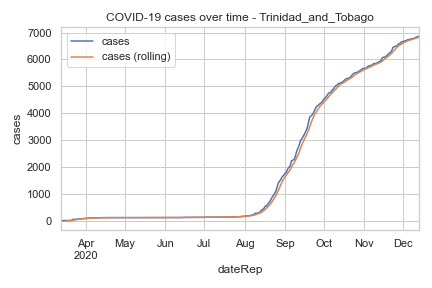 COVID-19 cases over time - Trinidad_and_Tobago
cases
cases (rolling)
7000
6000
5000
4000
3000
2000
1000
0
cases
Apr May Jun Jul Aug Sep Oct Nov Dec
2020
dateRep